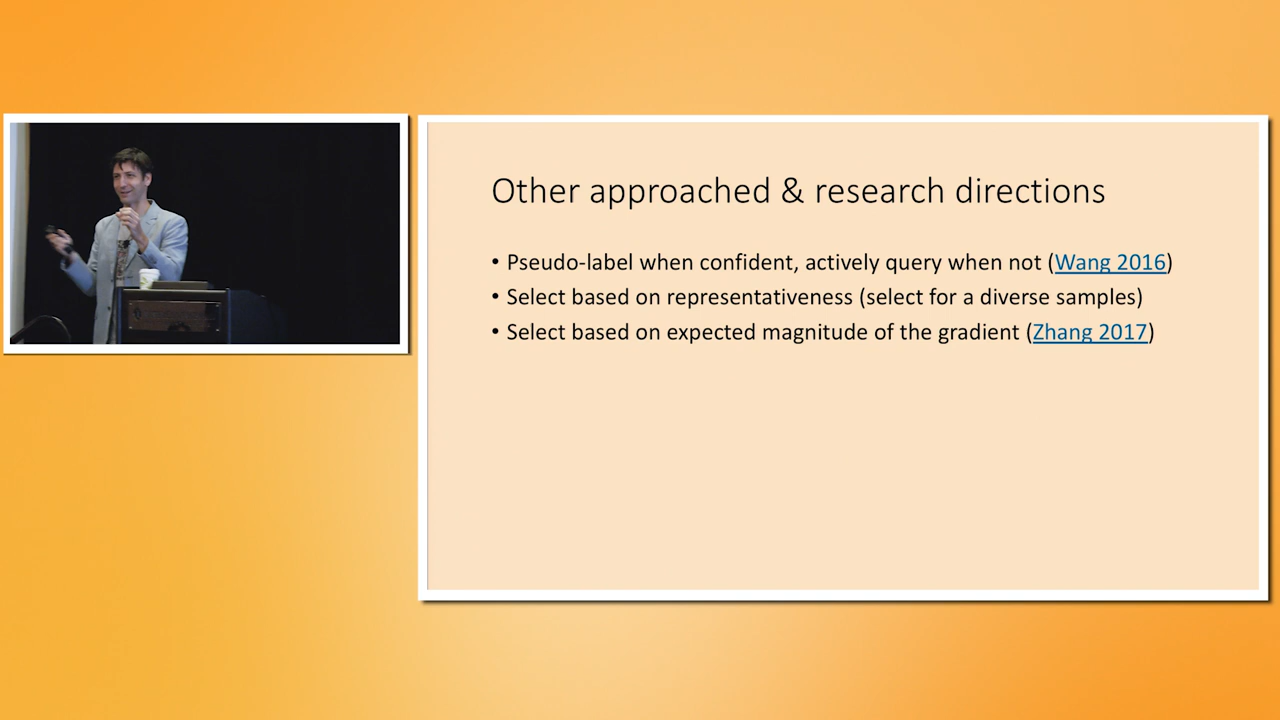 Other approached & research directions
• Pseudo-label when confident, actively query when not (Wang 2016)
• Select based on representativeness (select for a diverse samples)
• Select based on expected magnitude of the gradient (Zhang 2017)